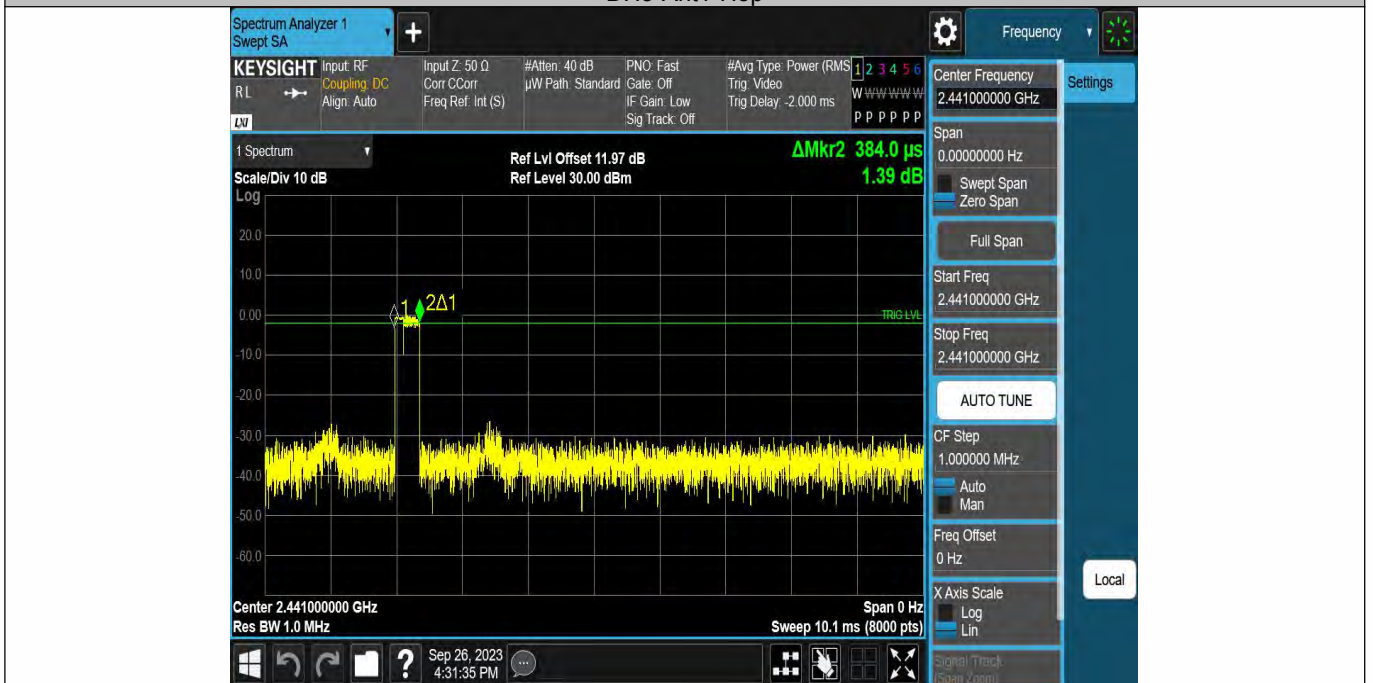 Spectrum Analyzer 1
Swept SA
+
Frequency
KEYSIGHT
RL
LXI
Input: RF
Coupling: DC
Align: Auto
Input Z: 50 Ω
Corr CCorr
Freq Ref: Int (S)
#Atten: 40 dB
µW Path: Standard
PNO: Fast
Gate: Off
IF Gain: Low
Sig Track: Off
#Avg Type: Power (RMS
Trig: Video
Trig Delay: -2.000 ms
1 2 3 4 5 6
W W W W W W
P P P P P P
1 Spectrum
Scale/Div 10 dB
Log
Ref Lvl Offset 11.97 dB
Ref Level 30.00 dBm
ΔMkr2 384.0 µs
1.39 dB
20.0
10.0
0.00
-10.0
-20.0
-30.0
-40.0
-50.0
-60.0
1
2Δ1
TRIG LVL
Center 2.441000000 GHz
Res BW 1.0 MHz
Span 0 Hz
Sweep 10.1 ms (8000 pts)
Center Frequency
2.441000000 GHz
Settings
Span
0.00000000 Hz
Swept Span
Zero Span
Full Span
Start Freq
2.441000000 GHz
Stop Freq
2.441000000 GHz
AUTO TUNE
CF Step
1.000000 MHz
Auto
Man
Freq Offset
0 Hz
X Axis Scale
Log
Lin
Signal Track
(Span Zoom)
Local
?
Sep 26, 2023
4:31:35 PM